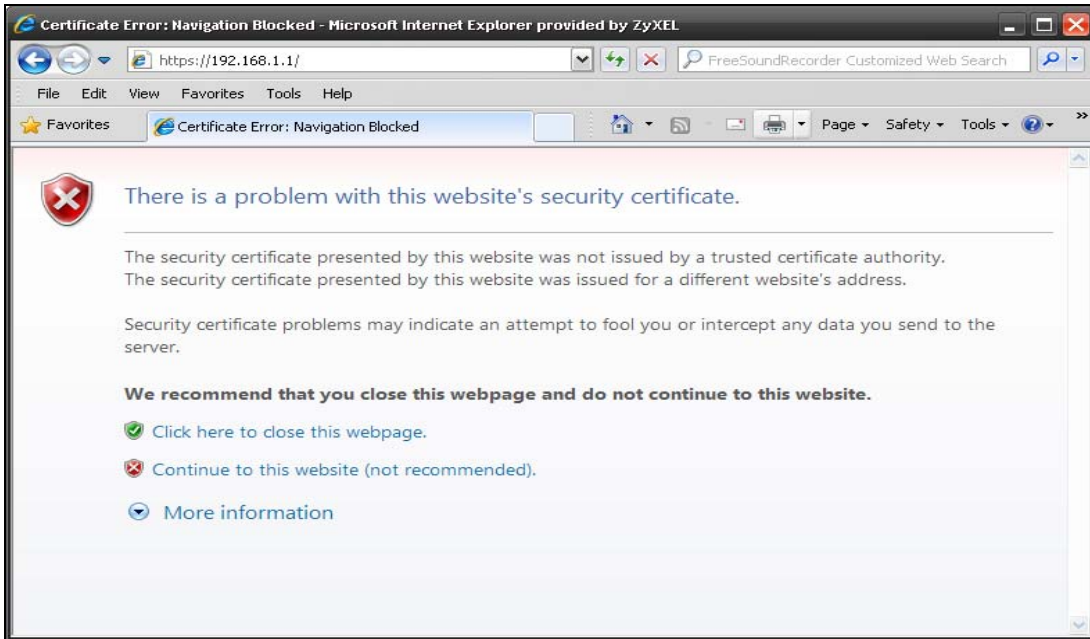 Certificate Error: Navigation Blocked - Microsoft Internet Explorer provided by ZyXEL
https://192.168.1.1/
FreeSoundRecorder Customized Web Search
File Edit View Favorites Tools Help
Favorites Certificate Error: Navigation Blocked Page Safety Tools »
There is a problem with this website's security certificate.
The security certificate presented by this website was not issued by a trusted certificate authority.
The security certificate presented by this website was issued for a different website's address.
Security certificate problems may indicate an attempt to fool you or intercept any data you send to the
server.
We recommend that you close this webpage and do not continue to this website.
Click here to close this webpage.
Continue to this website (not recommended).
More information